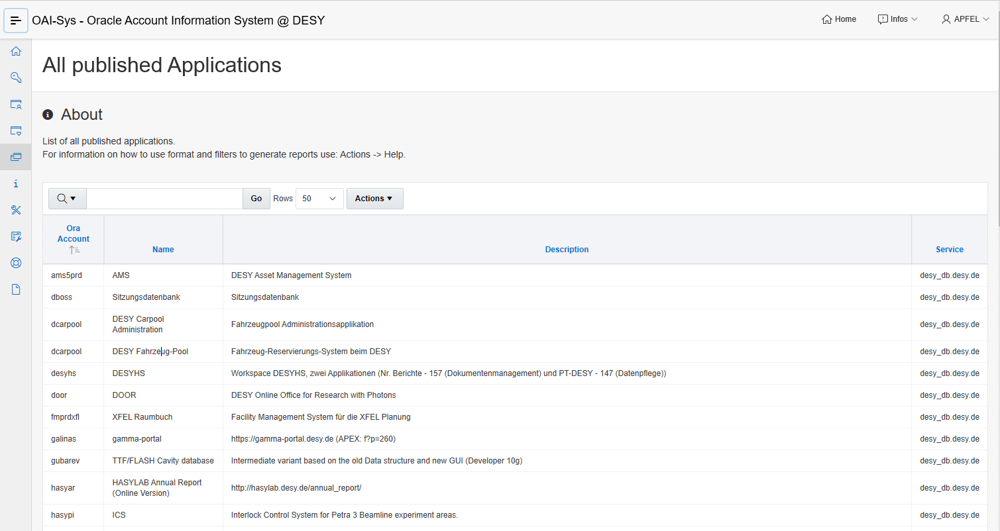 OAI-Sys - Oracle Account Information System @ DESY
Home
Infos
APFEL
All published Applications
About
List of all published applications.
For information on how to use format and filters to generate reports use: Actions -> Help.
Go
Rows
50
Actions
Ora
Account
Name
Description
Service
ams5prd AMS DESY Asset Management System desy_db.desy.de
dboss Sitzungsdatenbank Sitzungsdatenbank desy_db.desy.de
dcarpool DESY Carpool
Administration Fahrzeugpool Administrationsapplikation desy_db.desy.de
dcarpool DESY Fahrzeug-Pool Fahrzeug-Reservierungs-System beim DESY desy_db.desy.de
desyhs DESYHS Workspace DESYHS, zwei Applikationen (Nr. Berichte - 157 (Dokumentenmanagement) und PT-DESY - 147 (Datenpflege)) desy_db.desy.de
door DOOR DESY Online Office for Research with Photons desy_db.desy.de
fmprdxfl XFEL Raumbuch Facility Management System für die XFEL Planung desy_db.desy.de
galinas gamma-portal https://gamma-portal.desy.de (APEX: f?p=260) desy_db.desy.de
gubarev TTF/FLASH Cavity database Intermediate variant based on the old Data structure and new GUI (Developer 10g) desy_db.desy.de
hasyar HASYLAB Annual Report
(Online Version) http://hasylab.desy.de/annual_report/ desy_db.desy.de
hasypi ICS Interlock Control System for Petra 3 Beamline experiment areas. desy_db.desy.de